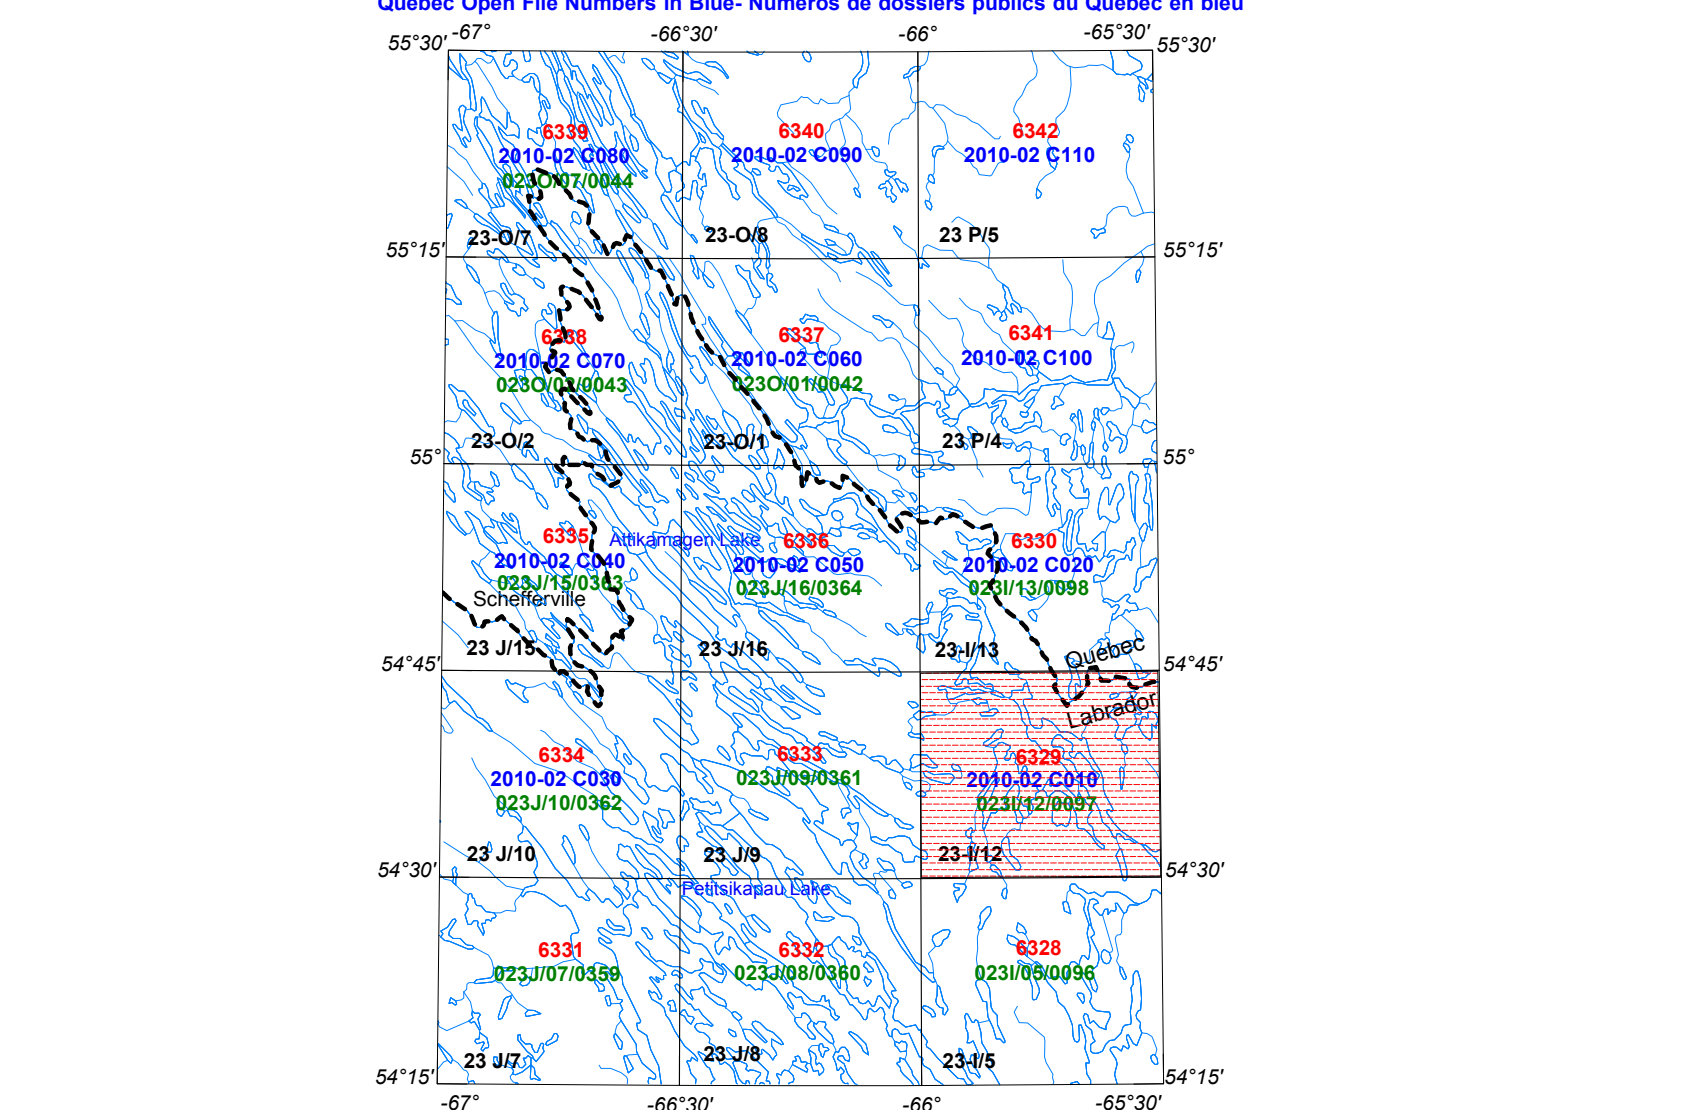 Quebec Open File Numbers in Blue- Numéros de dossiers publics du Québec en bleu
-67° -66°30' -66° -65°30'
55°30' 55°30'
6339 6340 6342
2010-02 C080 2010-02 C090 2010-02 C110
023O/07/0044
23-O/7 23-O/8 23 P/5
55°15' 55°15'
6338 6337 6341
2010-02 C070 2010-02 C060 2010-02 C100
023O/02/0043 023O/01/0042
23-O/2 23-O/1 23 P/4
55° 55°
6335 Attikamagen Lake 6336 6330
2010-02 C040 2010-02 C050 2010-02 C020
023J/15/0363 023J/16/0364 023I/13/0098
Schefferville
23 J/15 23 J/16 23-I/13
Québec
54°45' 54°45'
Labrador
6334 6333 6329
2010-02 C030 023J/09/0361 2010-02 C010
023J/10/0362 023I/12/0097
23 J/10 23 J/9 23-I/12
54°30' 54°30'
Petitsikapau Lake
6331 6332 6328
023J/07/0359 023J/08/0360 023I/05/0096
23 J/7 23 J/8 23-I/5
54°15' 54°15'
-67° -66°30' -66° -65°30'